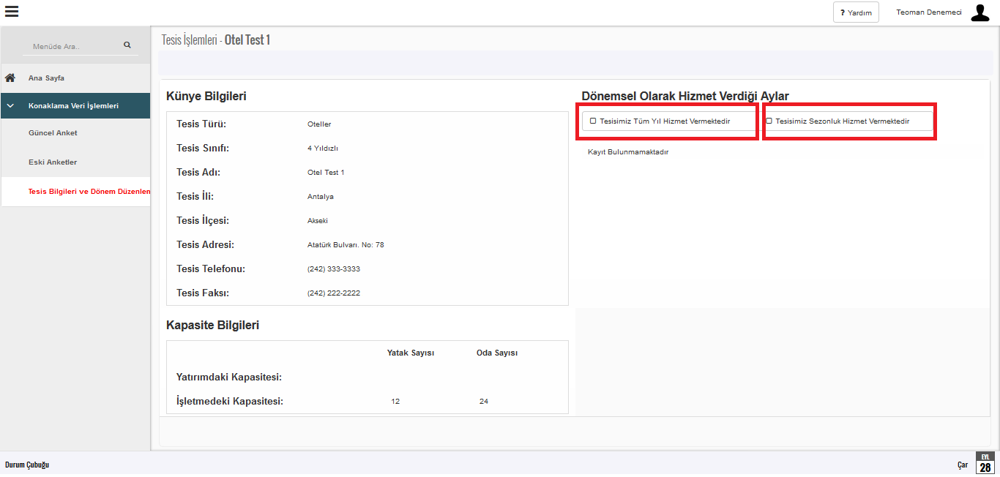 ? Yardım
Teoman Denemeci
Menüde Ara..
Ana Sayfa
Konaklama Veri İşlemleri
Güncel Anket
Eski Anketler
Tesis Bilgileri ve Dönem Düzenlen
Tesis İşlemleri - Otel Test 1
Künye Bilgileri
Tesis Türü: Oteller
Tesis Sınıfı: 4 Yıldızlı
Tesis Adı: Otel Test 1
Tesis İli: Antalya
Tesis İlçesi: Akseki
Tesis Adresi: Atatürk Bulvarı. No: 78
Tesis Telefonu: (242) 333-3333
Tesis Faksı: (242) 222-2222
Kapasite Bilgileri
Yatak Sayısı Oda Sayısı
Yatırımdaki Kapasitesi:
İşletmedeki Kapasitesi: 12 24
Dönemsel Olarak Hizmet Verdiği Aylar
Tesisimiz Tüm Yıl Hizmet Vermektedir
Tesisimiz Sezonluk Hizmet Vermektedir
Kayıt Bulunmamaktadır
Durum Çubuğu
Çar
EYL
28